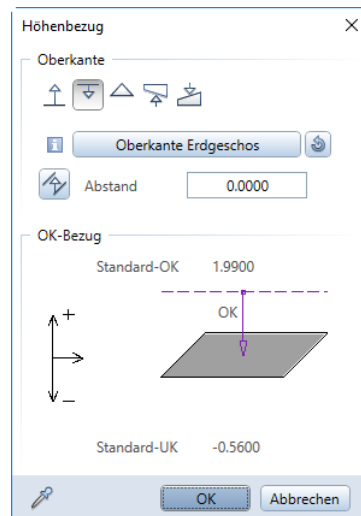 Höhenbezug
Oberkante
Oberkante Erdgeschos
Abstand 0.0000
OK-Bezug
Standard-OK 1.9900
OK
+
−
Standard-UK -0.5600
OK Abbrechen